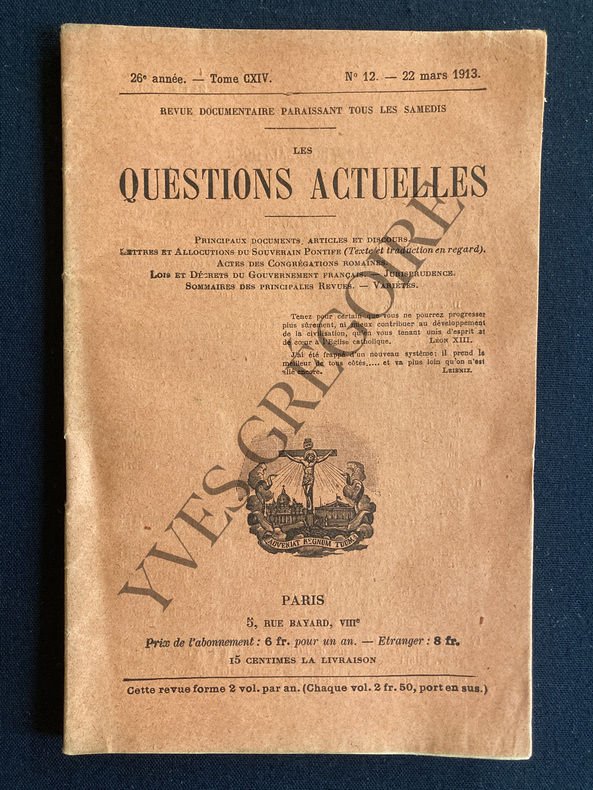 26e année. — Tome CXIV. No 12. — 22 mars 1913.
REVUE DOCUMENTAIRE PARAISSANT TOUS LES SAMEDIS
LES
QUESTIONS ACTUELLES
PRINCIPAUX DOCUMENTS, ARTICLES ET DISCOURS.
LETTRES ET ALLOCUTIONS DU SOUVERAIN PONTIFE (Texte et traduction en regard).
ACTES DES CONGRÉGATIONS ROMAINES.
LOIS ET DÉCRETS DU GOUVERNEMENT FRANÇAIS. — JURISPRUDENCE.
SOMMAIRES DES PRINCIPALES REVUES. — VARIÉTÉS.
Tenez pour certain que vous ne pourrez progresser
plus sûrement, ni mieux contribuer au développement
de la civilisation, qu'en vous tenant unis d'esprit et
de cœur à l'Eglise catholique. LÉON XIII.
J'ai été frappé d'un nouveau système: il prend le
meilleur de tous côtés,.... et va plus loin qu'on n'est
allé encore. LEIBNIZ.
ADVENIAT REGNUM TUUM
PARIS
5, RUE BAYARD, VIIIe
Prix de l'abonnement : 6 fr. pour un an. — Etranger : 8 fr.
15 CENTIMES LA LIVRAISON
Cette revue forme 2 vol. par an. (Chaque vol. 2 fr. 50, port en sus.)
YVES GREGOIRE